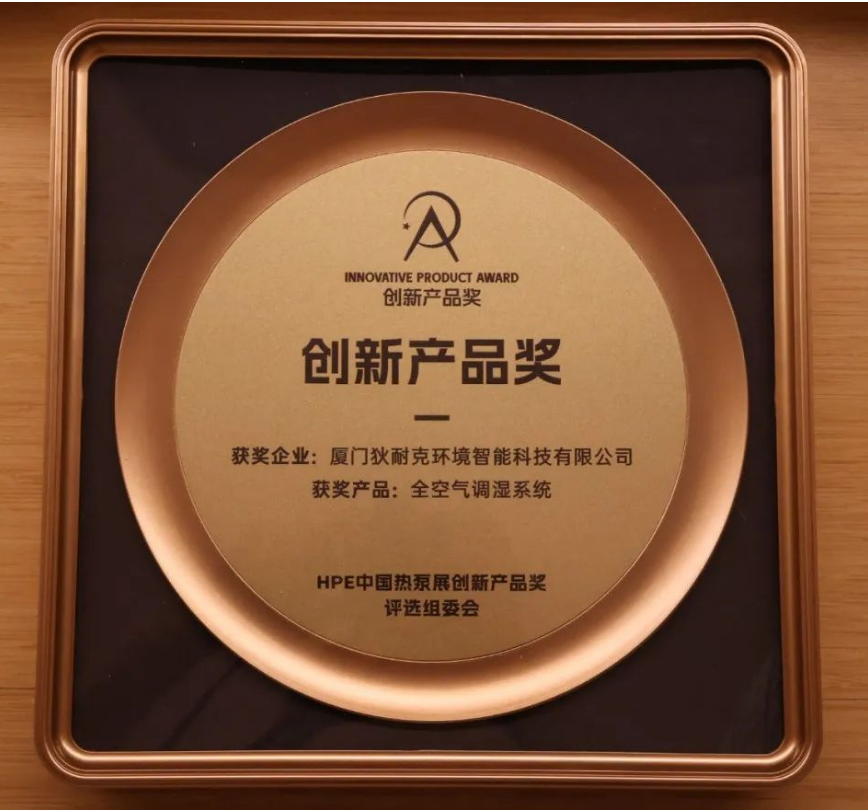 INNOVATIVE PRODUCT AWARD
创新产品奖
创新产品奖
获奖企业：厦门狄耐克环境智能科技有限公司
获奖产品：全空气调湿系统
HPE中国热泵展创新产品奖
评选组委会